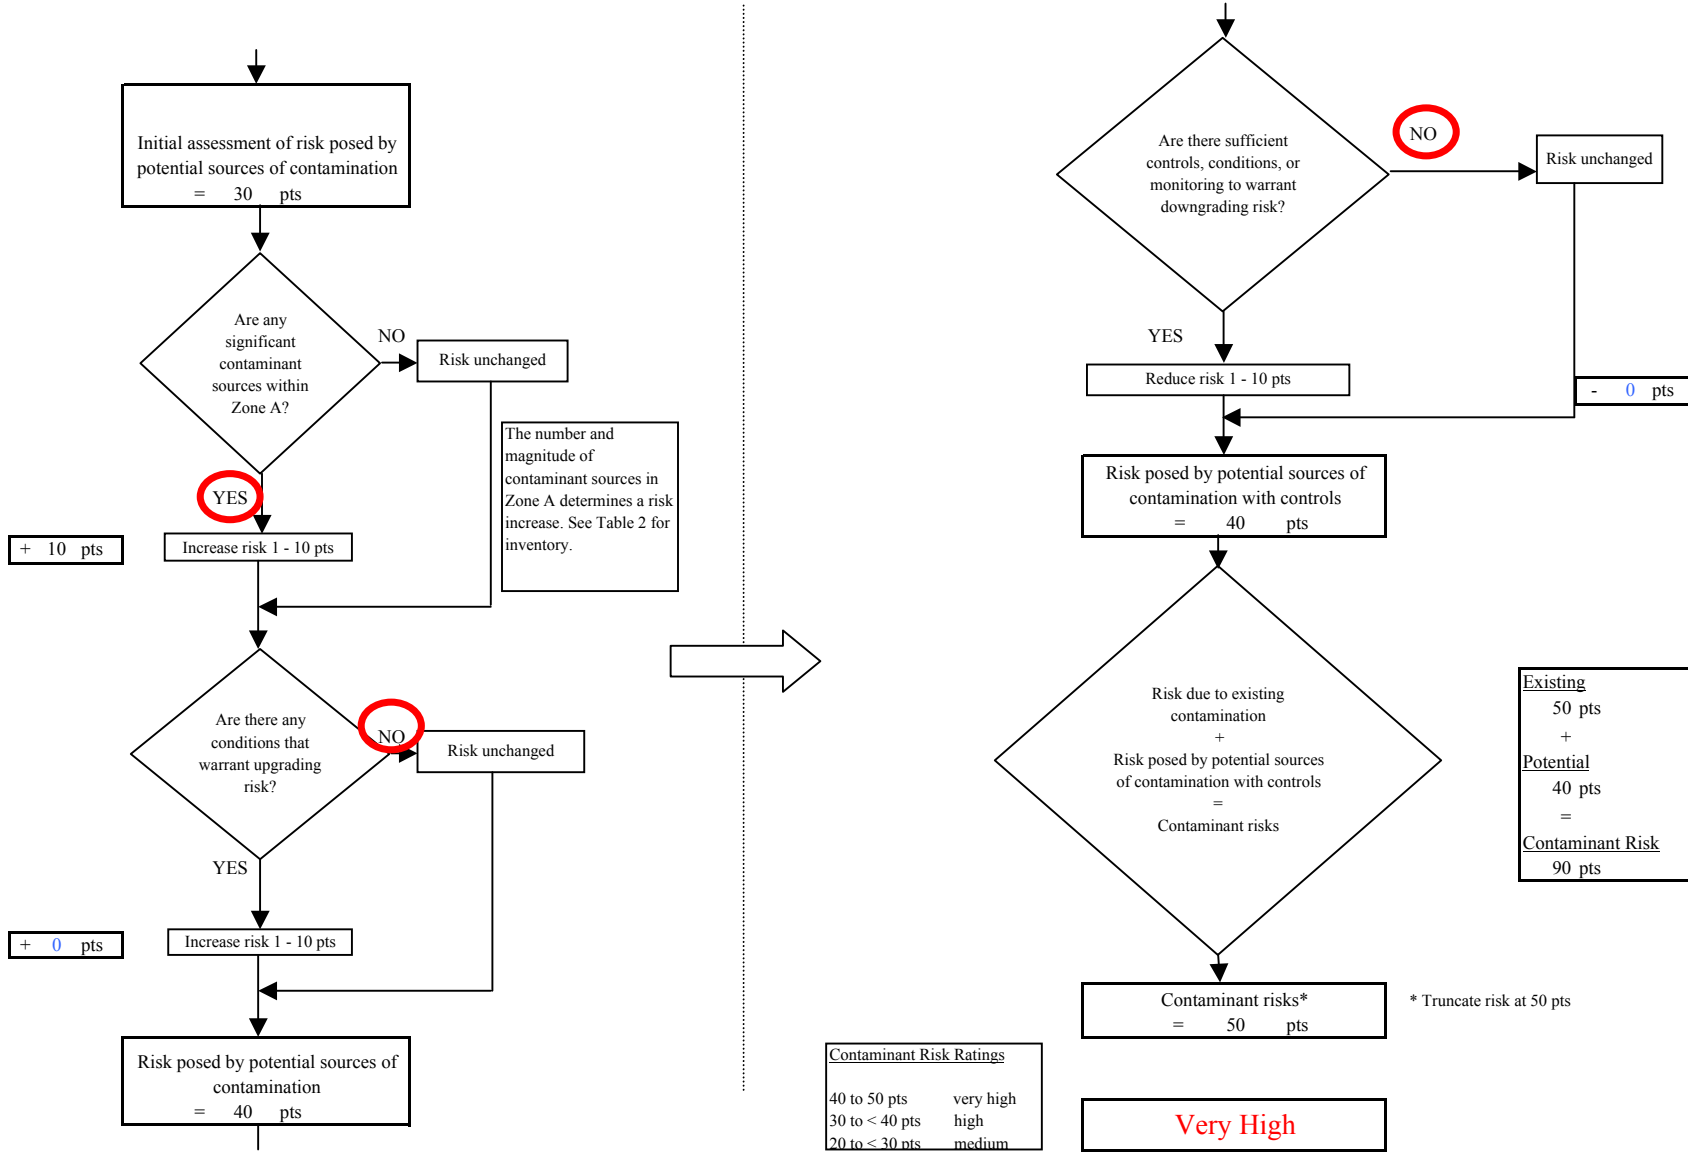 Initial assessment of risk posed by
potential sources of contamination
= 30 pts
Are any
significant
contaminant
sources within
Zone A?
NO
Risk unchanged
The number and
magnitude of
contaminant sources in
Zone A determines a risk
increase. See Table 2 for
inventory.
YES
+ 10 pts
Increase risk 1 - 10 pts
Are there any
conditions that
warrant upgrading
risk?
NO
Risk unchanged
YES
+ 0 pts
Increase risk 1 - 10 pts
Risk posed by potential sources of
contamination
= 40 pts
Are there sufficient
controls, conditions, or
monitoring to warrant
downgrading risk?
NO
Risk unchanged
YES
Reduce risk 1 - 10 pts
- 0 pts
Risk posed by potential sources of
contamination with controls
= 40 pts
Risk due to existing
contamination
+
Risk posed by potential sources
of contamination with controls
=
Contaminant risks
Existing
50 pts
+
Potential
40 pts
=
Contaminant Risk
90 pts
Contaminant risks*
= 50 pts
* Truncate risk at 50 pts
Contaminant Risk Ratings
40 to 50 pts very high
30 to < 40 pts high
20 to < 30 pts medium
Very High